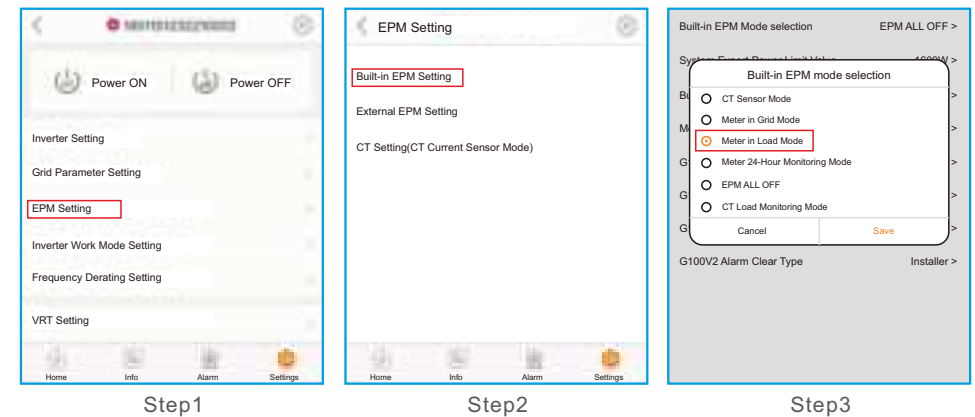 Power ON
Power OFF
Inverter Setting
Grid Parameter Setting
EPM Setting
Inverter Work Mode Setting
Frequency Derating Setting
VRT Setting
Home Info Alarm Settings
Step1
EPM Setting
Built-in EPM Setting
External EPM Setting
CT Setting(CT Current Sensor Mode)
Home Info Alarm Settings
Step2
Built-in EPM Mode selection EPM ALL OFF >
>
Built-in EPM mode selection
CT Sensor Mode
Meter in Grid Mode
Meter in Load Mode
Meter 24-Hour Monitoring Mode
EPM ALL OFF
CT Load Monitoring Mode
Cancel Save
G100V2 Alarm Clear Type Installer >
Step3